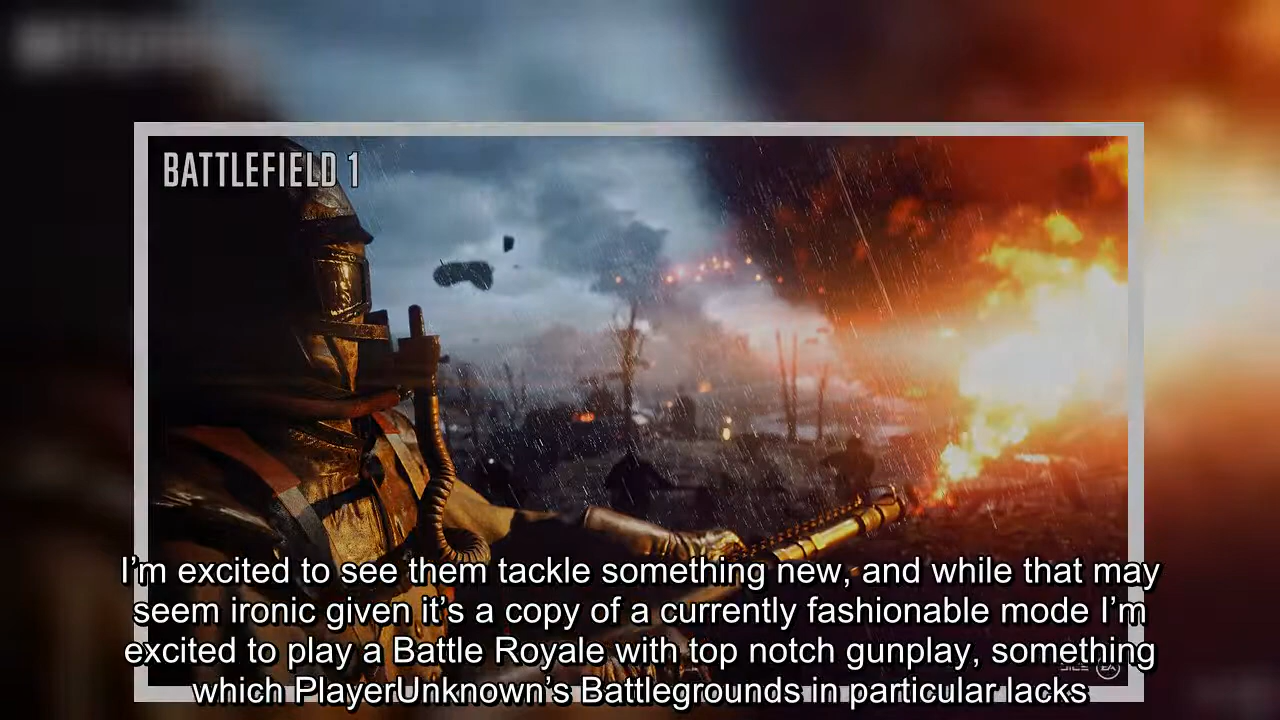 BATTLEFIELD 1
I’m excited to see them tackle something new, and while that may
seem ironic given it’s a copy of a currently fashionable mode I’m
excited to play a Battle Royale with top notch gunplay, something
which PlayerUnknown’s Battlegrounds in particular lacks